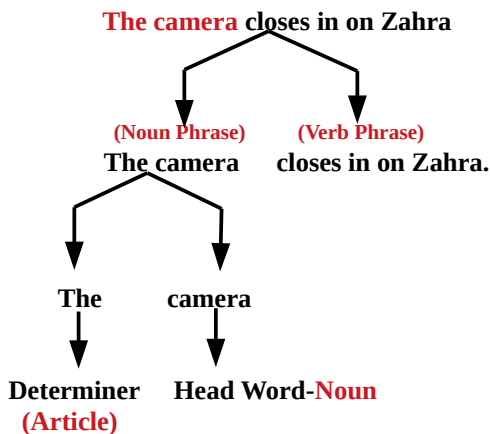 The camera closes in on Zahra
(Noun Phrase) (Verb Phrase)
The camera closes in on Zahra.
The camera
Determiner Head Word-Noun
(Article)